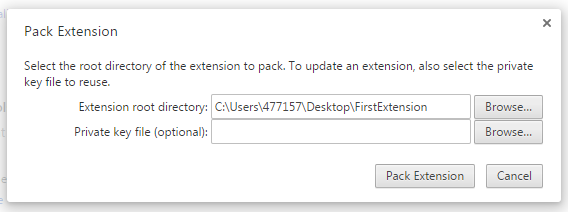 Pack Extension
Select the root directory of the extension to pack. To update an extension, also select the private
key file to reuse.
Extension root directory: C:\Users\477157\Desktop\FirstExtension Browse...
Private key file (optional): Browse...
Pack Extension Cancel